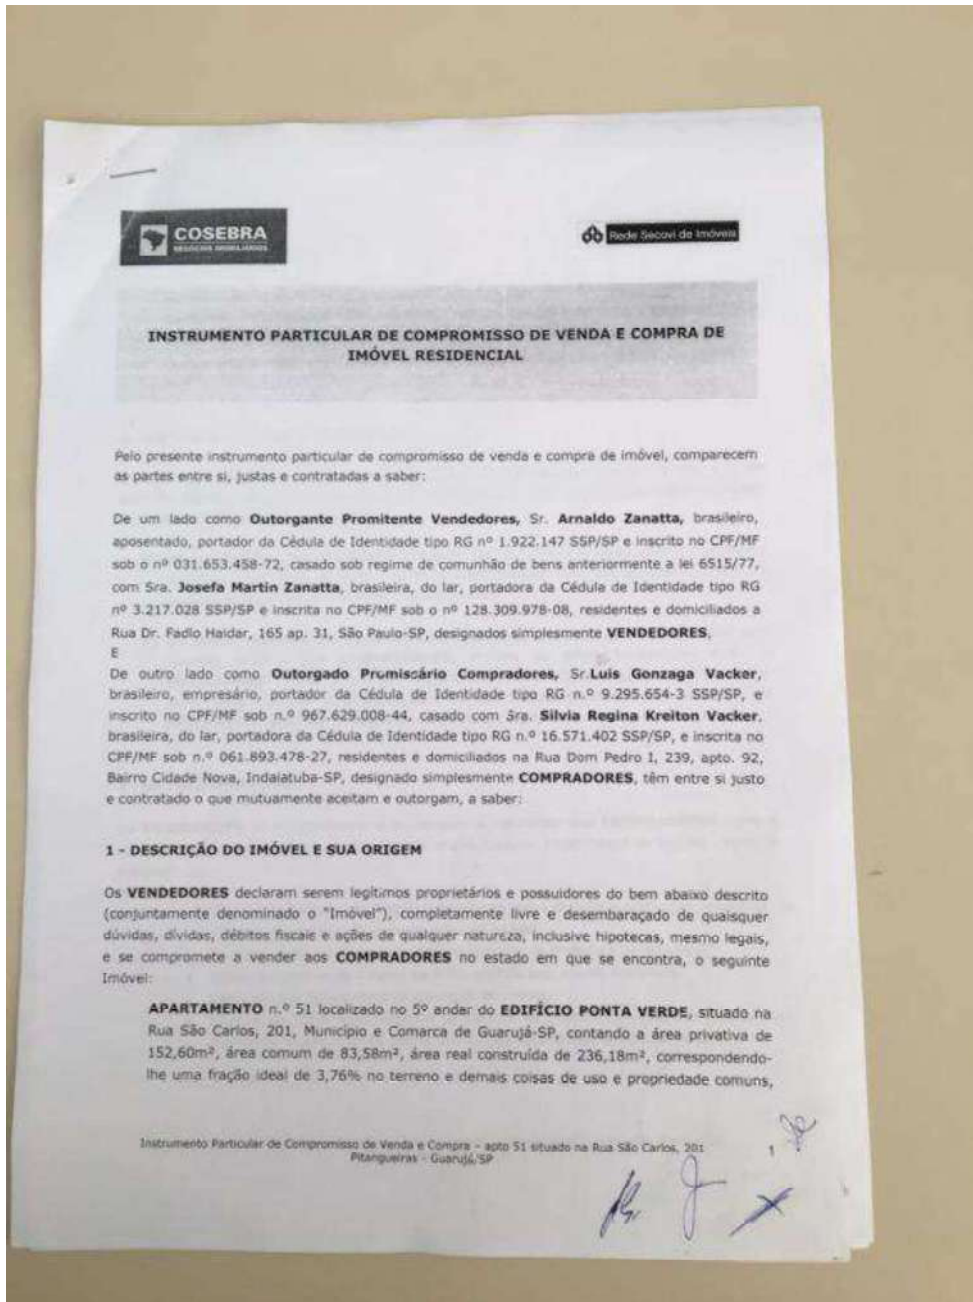 COSEBRA
NEGÓCIOS IMOBILIÁRIOS
Rede Secovi de Imóveis
INSTRUMENTO PARTICULAR DE COMPROMISSO DE VENDA E COMPRA DE
IMÓVEL RESIDENCIAL
Pelo presente instrumento particular de compromisso de venda e compra de imóvel, comparecem
as partes entre si, justas e contratadas a saber:
De um lado como Outorgante Promitente Vendedores, Sr. Arnaldo Zanatta, brasileiro,
aposentado, portador da Cédula de Identidade tipo RG nº 1.922.147 SSP/SP e inscrito no CPF/MF
sob o nº 031.653.458-72, casado sob regime de comunhão de bens anteriormente a lei 6515/77,
com Sra. Josefa Martin Zanatta, brasileira, do lar, portadora da Cédula de Identidade tipo RG
nº 3.217.028 SSP/SP e inscrita no CPF/MF sob o nº 128.309.978-08, residentes e domiciliados a
Rua Dr. Fadlo Haidar, 165 ap. 31, São Paulo-SP, designados simplesmente VENDEDORES,
E
De outro lado como Outorgado Promissário Compradores, Sr.Luis Gonzaga Vacker,
brasileiro, empresário, portador da Cédula de Identidade tipo RG n.º 9.295.654-3 SSP/SP, e
inscrito no CPF/MF sob n.º 967.629.008-44, casado com Sra. Silvia Regina Kreiton Vacker,
brasileira, do lar, portadora da Cédula de Identidade tipo RG n.º 16.571.402 SSP/SP, e inscrita no
CPF/MF sob n.º 061.893.478-27, residentes e domiciliados na Rua Dom Pedro I, 239, apto. 92,
Bairro Cidade Nova, Indaiatuba-SP, designado simplesmente COMPRADORES, têm entre si justo
e contratado o que mutuamente aceitam e outorgam, a saber:
1 - DESCRIÇÃO DO IMÓVEL E SUA ORIGEM
Os VENDEDORES declaram serem legítimos proprietários e possuidores do bem abaixo descrito
(conjuntamente denominado o "Imóvel"), completamente livre e desembaraçado de quaisquer
dúvidas, dívidas, débitos fiscais e ações de qualquer natureza, inclusive hipotecas, mesmo legais,
e se compromete a vender aos COMPRADORES no estado em que se encontra, o seguinte
Imóvel:
APARTAMENTO n.º 51 localizado no 5º andar do EDIFÍCIO PONTA VERDE, situado na
Rua São Carlos, 201, Município e Comarca de Guarujá-SP, contando a área privativa de
152,60m², área comum de 83,58m², área real construída de 236,18m², correspondendo-
lhe uma fração ideal de 3,76% no terreno e demais coisas de uso e propriedade comuns,
Instrumento Particular de Compromisso de Venda e Compra – apto 51 situado na Rua São Carlos, 201
Pitangueiras - Guarujá/SP
1